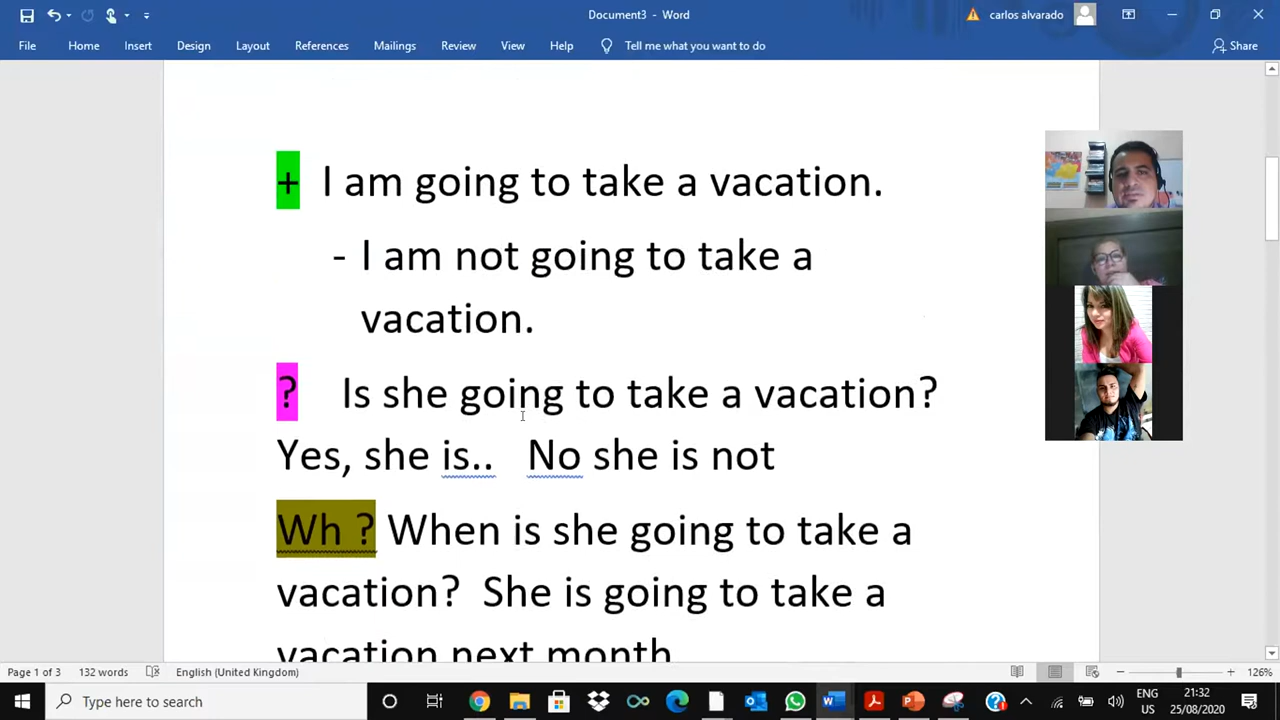 Document3 - Word
carlos alvarado
File Home Insert Design Layout References Mailings Review View Help Tell me what you want to do Share
+ I am going to take a vacation.
- I am not going to take a
vacation.
? Is she going to take a vacation?
Yes, she is.. No she is not
Wh ? When is she going to take a
vacation? She is going to take a
vacation next month
Page 1 of 3 132 words English (United Kingdom) 126%
Type here to search
ENG 21:32
US 25/08/2020